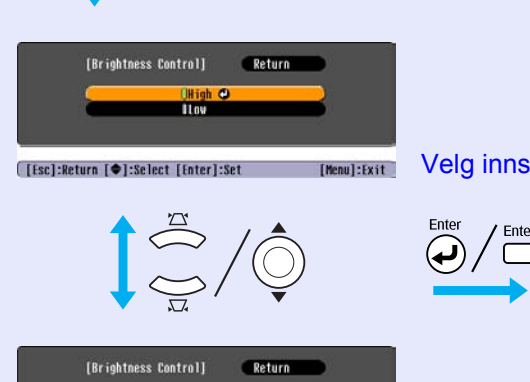 [Brightness Control] Return
High
Low
[Esc]:Return [◆]:Select [Enter]:Set [Menu]:Exit
Velg inns
Enter
Ente
[Brightness Control] Return